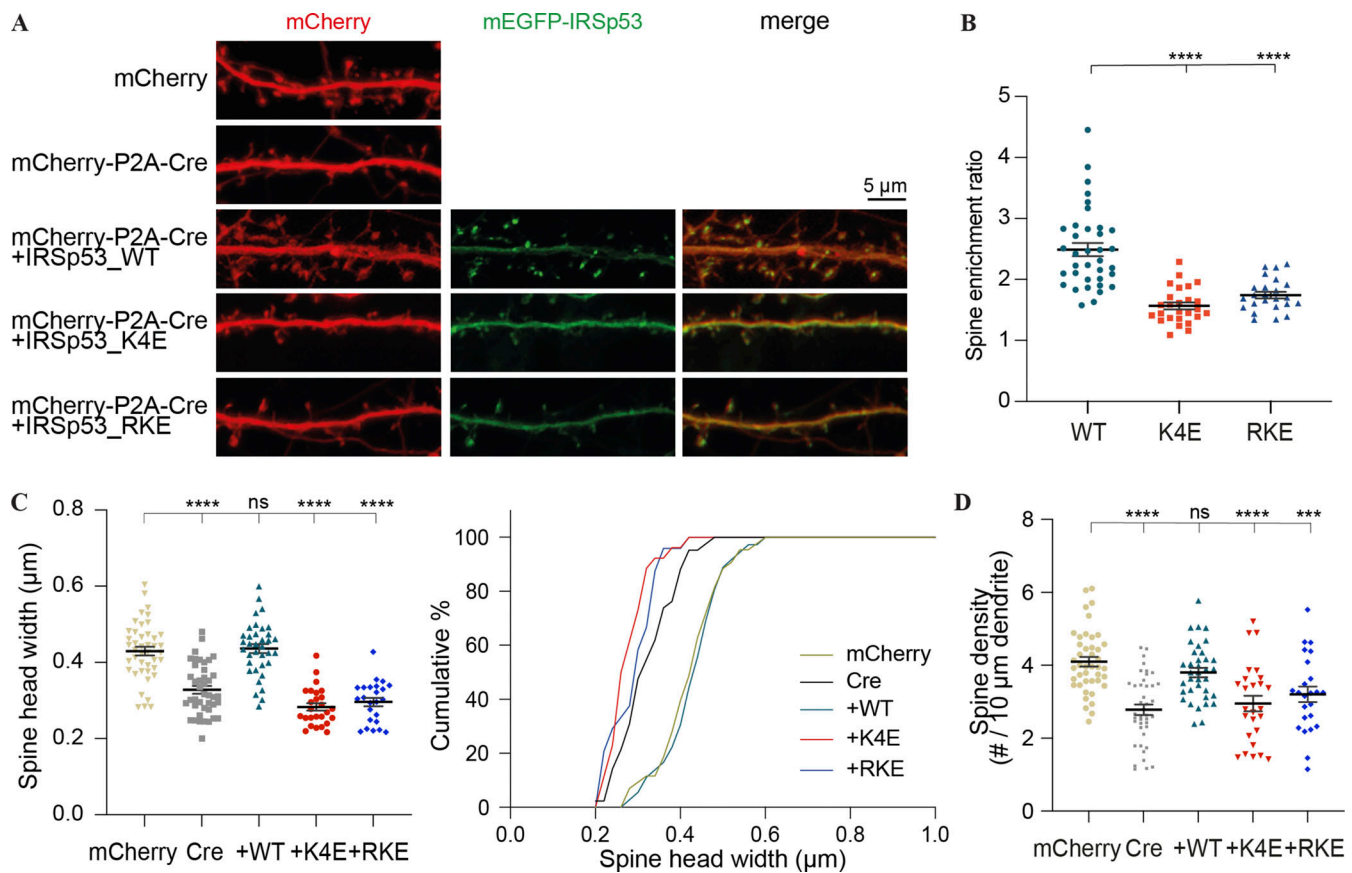 A
mCherry
mEGFP-IRSp53
merge
mCherry
mCherry-P2A-Cre
5 µm
mCherry-P2A-Cre
+IRSp53_WT
mCherry-P2A-Cre
+IRSp53_K4E
mCherry-P2A-Cre
+IRSp53_RKE
B
**** ****
Spine enrichment ratio
5
4
3
2
1
0
WT K4E RKE
C
**** ns **** ****
Spine head width (µm)
0.8
0.6
0.4
0.2
0.0
mCherry Cre +WT +K4E +RKE
Cumulative %
100
80
60
40
20
0
mCherry
Cre
+WT
+K4E
+RKE
0.0 0.2 0.4 0.6 0.8 1.0
Spine head width (µm)
D
**** ns **** ***
Spine density
(# / 10 µm dendrite)
8
6
4
2
0
mCherry Cre +WT +K4E +RKE